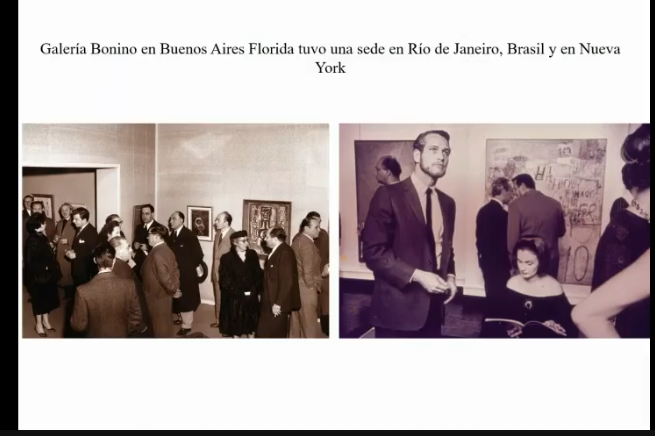 Galería Bonino en Buenos Aires Florida tuvo una sede en Río de Janeiro, Brasil y en Nueva
York